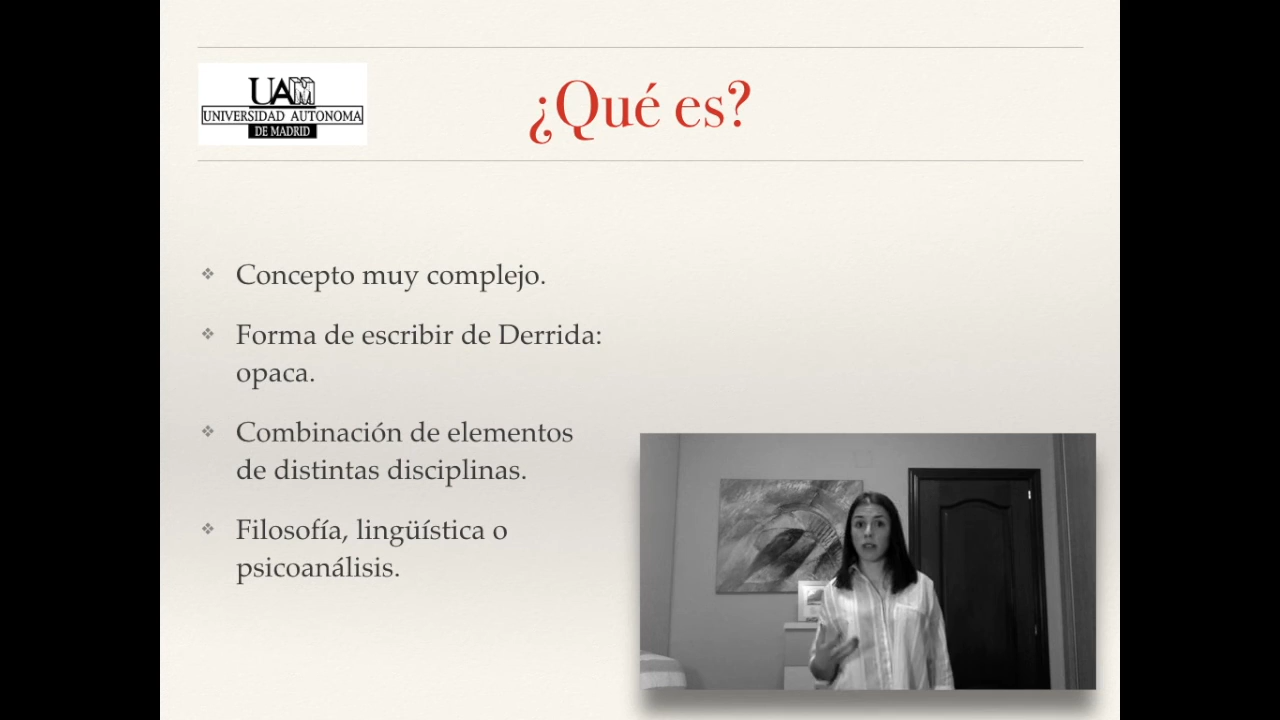 UAM
UNIVERSIDAD AUTONOMA
DE MADRID
¿Qué es?
Concepto muy complejo.
Forma de escribir de Derrida:
opaca.
Combinación de elementos
de distintas disciplinas.
Filosofía, lingüística o
psicoanálisis.